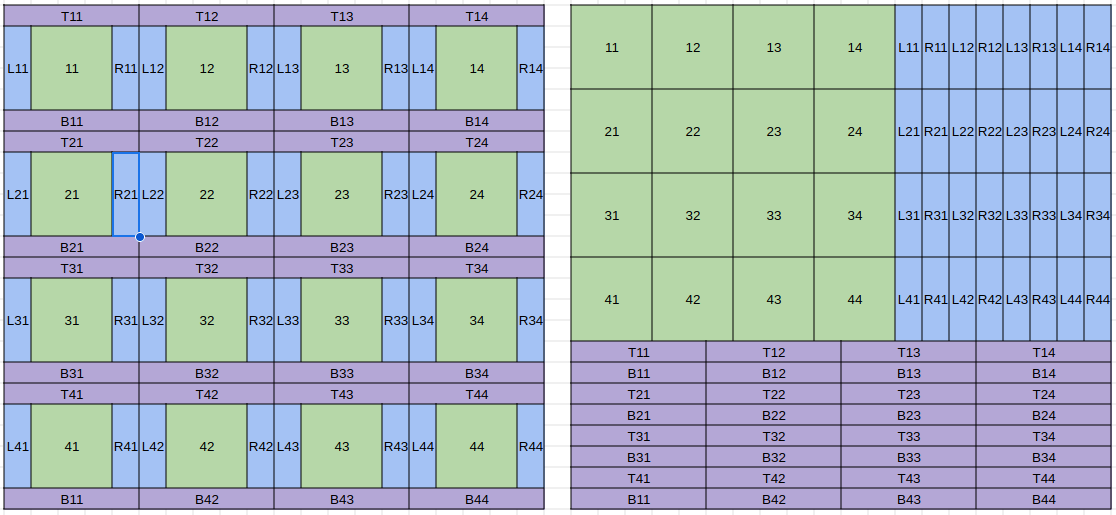 T11 T12 T13 T14
L11 11 R11 L12 12 R12 L13 13 R13 L14 14 R14
B11 B12 B13 B14
T21 T22 T23 T24
L21 21 R21 L22 22 R22 L23 23 R23 L24 24 R24
B21 B22 B23 B24
T31 T32 T33 T34
L31 31 R31 L32 32 R32 L33 33 R33 L34 34 R34
B31 B32 B33 B34
T41 T42 T43 T44
L41 41 R41 L42 42 R42 L43 43 R43 L44 44 R44
B11 B42 B43 B44
11 12 13 14 L11 R11 L12 R12 L13 R13 L14 R14
21 22 23 24 L21 R21 L22 R22 L23 R23 L24 R24
31 32 33 34 L31 R31 L32 R32 L33 R33 L34 R34
41 42 43 44 L41 R41 L42 R42 L43 R43 L44 R44
T11 T12 T13 T14
B11 B12 B13 B14
T21 T22 T23 T24
B21 B22 B23 B24
T31 T32 T33 T34
B31 B32 B33 B34
T41 T42 T43 T44
B11 B42 B43 B44